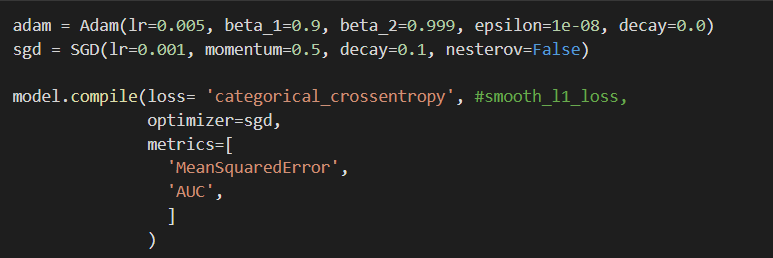 adam = Adam(lr=0.005, beta_1=0.9, beta_2=0.999, epsilon=1e-08, decay=0.0)
sgd = SGD(lr=0.001, momentum=0.5, decay=0.1, nesterov=False)
model.compile(loss= 'categorical_crossentropy', #smooth_l1_loss,
optimizer=sgd,
metrics=[
'MeanSquaredError',
'AUC',
]
)